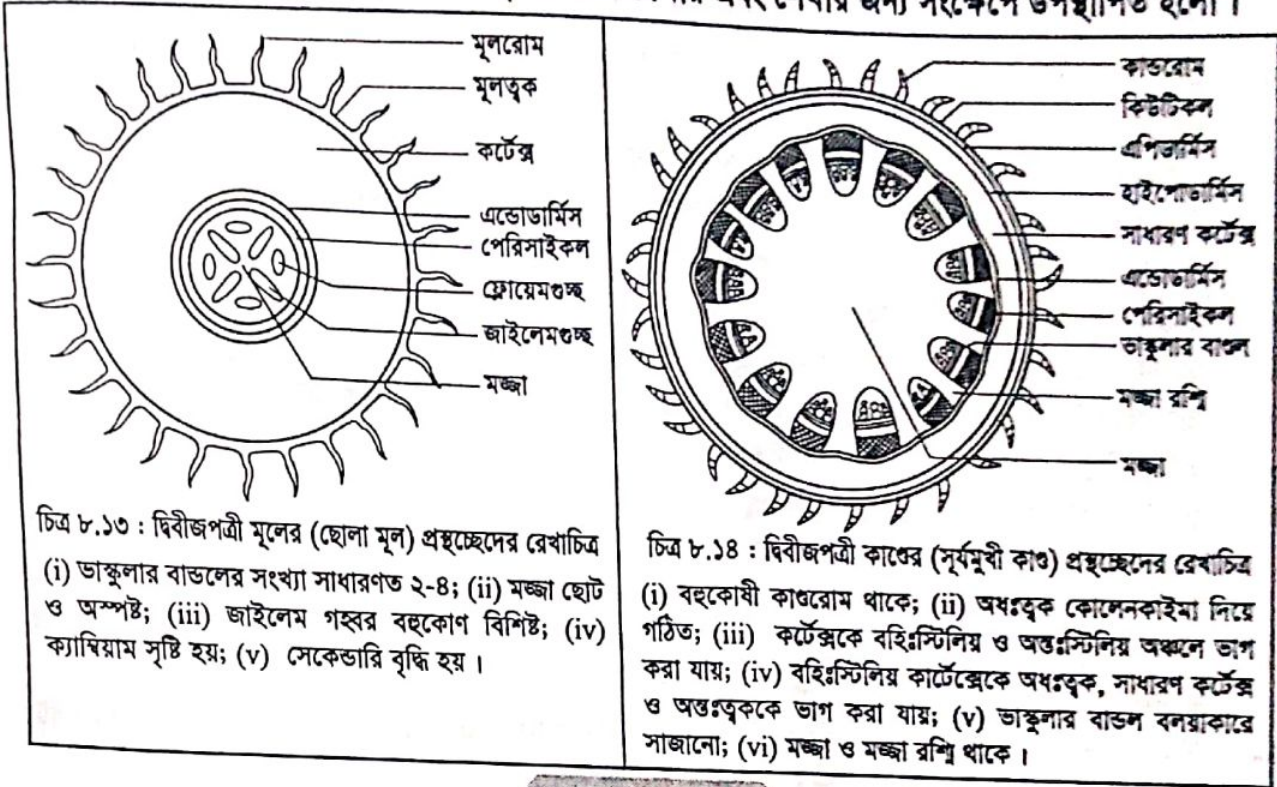 সংক্ষেপে উপস্থাপিত হলো।
মূলরোম
মূলত্বক
কর্টেক্স
এন্ডোডার্মিস
পেরিসাইকল
ফ্লোয়েমগুচ্ছ
জাইলেমগুচ্ছ
মজ্জা
চিত্র ৮.১৩ : দ্বিবীজপত্রী মূলের (ছোলা মূল) প্রস্থচ্ছেদের রেখাচিত্র
(i) ভাস্কুলার বান্ডলের সংখ্যা সাধারণত ২-৪; (ii) মজ্জা ছোট
ও অস্পষ্ট; (iii) জাইলেম গহ্বর বহুকোণ বিশিষ্ট; (iv)
ক্যাম্বিয়াম সৃষ্টি হয়; (v) সেকেন্ডারি বৃদ্ধি হয়।
কান্ডরোম
কিউটিকল
এপিডার্মিস
হাইপোডার্মিস
সাধারণ কর্টেক্স
এন্ডোডার্মিস
পেরিসাইকল
ভাস্কুলার বাণ্ডল
মজ্জা রশ্মি
মজ্জা
চিত্র ৮.১৪ : দ্বিবীজপত্রী কাণ্ডের (সূর্যমুখী কাণ্ড) প্রস্থচ্ছেদের রেখাচিত্র
(i) বহুকোষী কাণ্ডরোম থাকে; (ii) অধঃত্বক কোলেনকাইমা দিয়ে
গঠিত; (iii) কর্টেক্সকে বহিঃস্টিলিয় ও অন্তঃস্টিলিয় অঞ্চলে ভাগ
করা যায়; (iv) বহিঃস্টিলিয় কার্টেক্সেকে অধঃত্বক, সাধারণ কর্টেক্স
ও অন্তঃত্বককে ভাগ করা যায়; (v) ভাস্কুলার বান্ডল বলয়াকারে
সাজানো; (vi) মজ্জা ও মজ্জা রশ্মি থাকে।